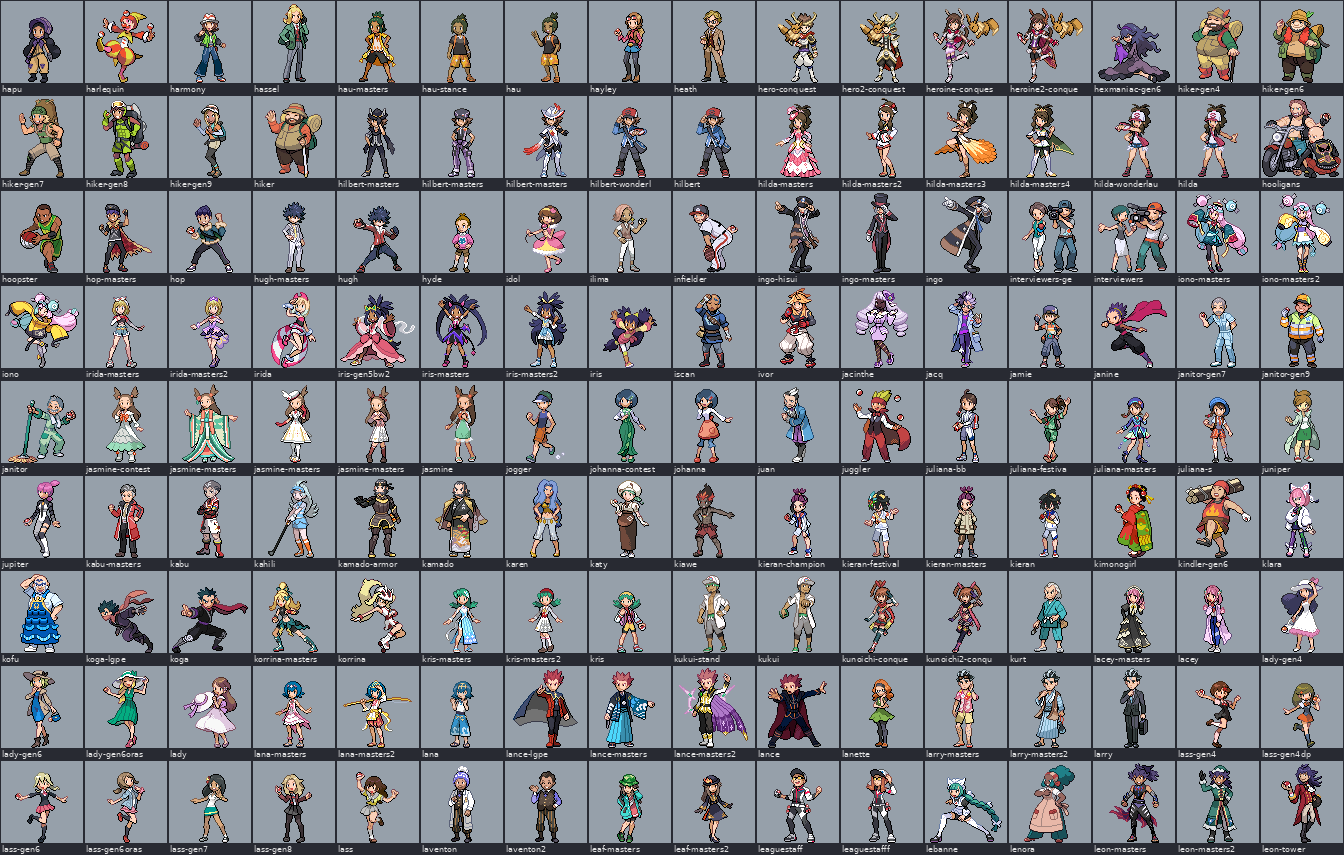 hapu harlequin harmony hassel hau-masters hau-stance hau hayley heath hero-conquest hero2-conquest heroine-conques heroine2-conque hexmaniac-gen6 hiker-gen4 hiker-gen6
hiker-gen7 hiker-gen8 hiker-gen9 hiker hilbert-masters hilbert-masters hilbert-masters hilbert-wonderl hilbert hilda-masters hilda-masters2 hilda-masters3 hilda-masters4 hilda-wonderlau hilda hooligans
hoopster hop-masters hop hugh-masters hugh hyde idol ilima infielder ingo-hisui ingo-masters ingo interviewers-ge interviewers iono-masters iono-masters2
iono irida-masters irida-masters2 irida iris-gen5bw2 iris-masters iris-masters2 iris iscan ivor jacinthe jacq jamie janine janitor-gen7 janitor-gen9
janitor jasmine-contest jasmine-masters jasmine-masters jasmine-masters jasmine jogger johanna-contest johanna juan juggler juliana-bb juliana-festiva juliana-masters juliana-s juniper
jupiter kabu-masters kabu kahili kamado-armor kamado karen katy kiawe kieran-champion kieran-festival kieran-masters kieran kimonogirl kindler-gen6 klara
kofu koga-lgpe koga korrina-masters korrina kris-masters kris-masters2 kris kukui-stand kukui kunoichi-conque kunoichi2-conqu kurt lacey-masters lacey lady-gen4
lady-gen6 lady-gen6oras lady lana-masters lana-masters2 lana lance-lgpe lance-masters lance-masters2 lance lanette larry-masters larry-masters2 larry lass-gen4 lass-gen4dp
lass-gen6 lass-gen6oras lass-gen7 lass-gen8 lass laventon laventon2 leaf-masters leaf-masters2 leaguestaff leaguestafff lebanne lenora leon-masters leon-masters2 leon-tower